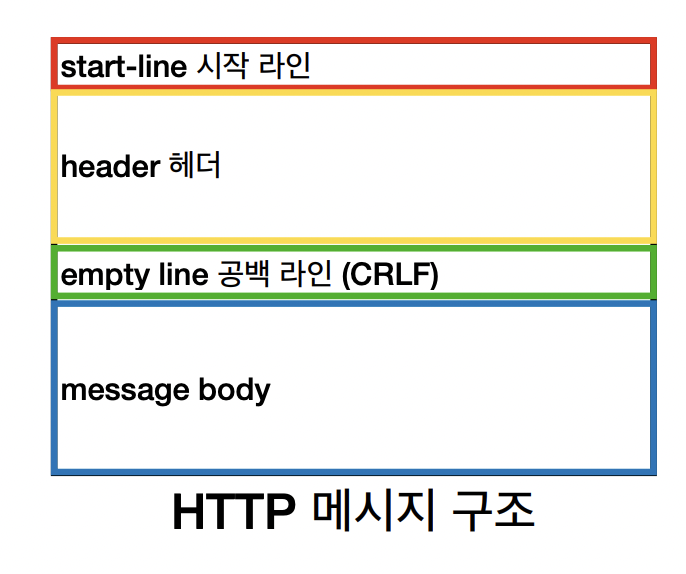 start-line 시작 라인
header 헤더
empty line 공백 라인 (CRLF)
message body
HTTP 메시지 구조